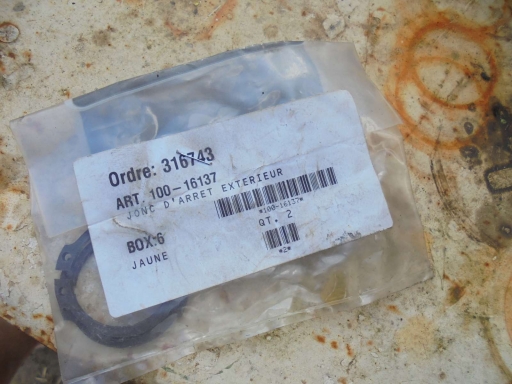 Ordre: 316743
ART. 100-16137
JONC D'ARRET EXTERIEUR
*100-16137*
BOX:6
QT. 2
JAUNE
*2*